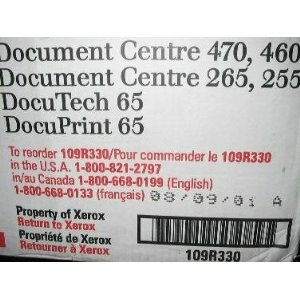 Document Centre 470, 460
Document Centre 265, 255
DocuTech 65
DocuPrint 65
To reorder 109R330/Pour commander le 109R330
in the U.S.A. 1-800-821-2797
in/au Canada 1-800-668-0199 (English)
1-800-668-0133 (français) 03/09/01 A
Property of Xerox
Return to Xerox
Propriété de Xerox
Retourner à Xerox
109R330